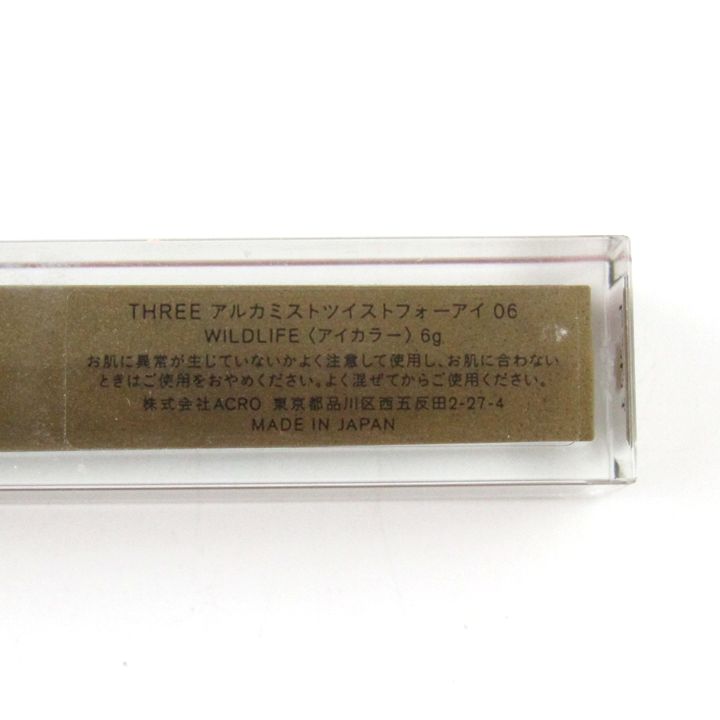 THREE アルカミストツイストフォーアイ 06
WILDLIFE〈アイカラー〉6g
お肌に異常が生じていないかよく注意して使用し、お肌に合わない
ときはご使用をおやめください。よく混ぜてからご使用ください。
株式会社ACRO 東京都品川区西五反田2-27-4
MADE IN JAPAN